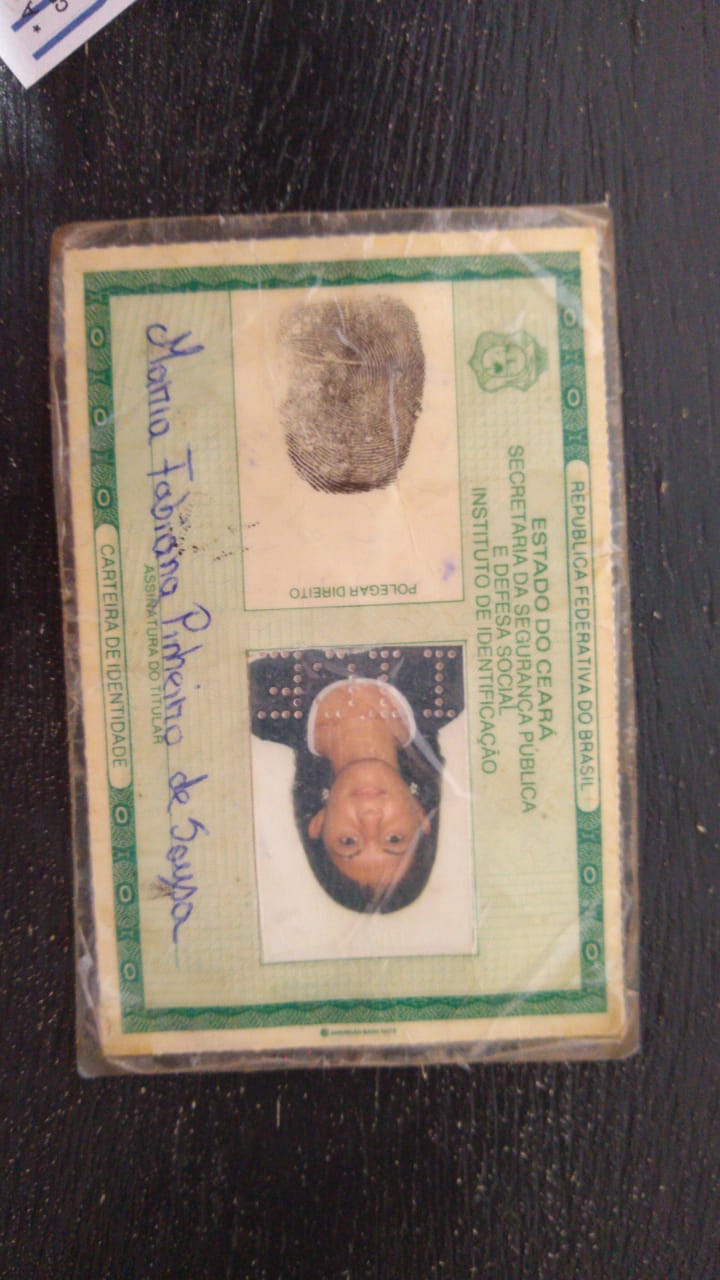 REPÚBLICA FEDERATIVA DO BRASIL
ESTADO DO CEARÁ
SECRETARIA DA SEGURANÇA PÚBLICA
E DEFESA SOCIAL
INSTITUTO DE IDENTIFICAÇÃO
POLEGAR DIREITO
Maria Fabiana Pinheiro de Sousa
ASSINATURA DO TITULAR
CARTEIRA DE IDENTIDADE